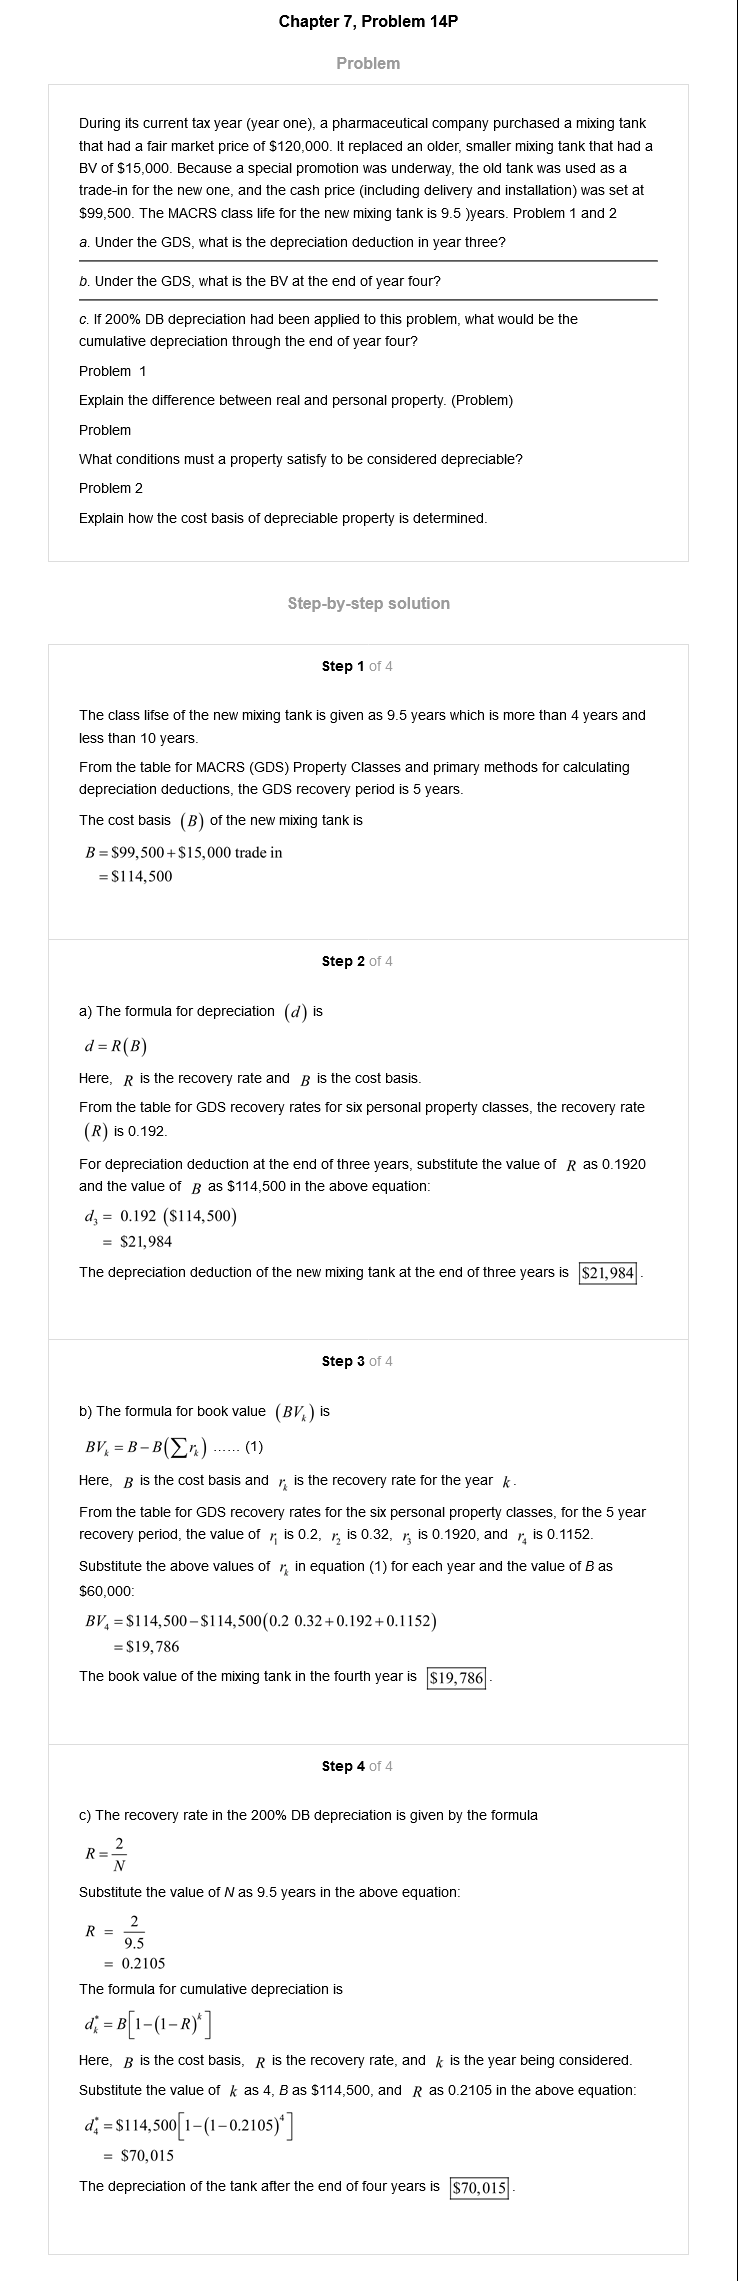 Chapter 7, Problem 14P
Problem
During its current tax year (year one), a pharmaceutical company purchased a mixing tank
that had a fair market price of $120,000. It replaced an older, smaller mixing tank that had a
BV of $15,000. Because a special promotion was underway, the old tank was used as a
trade-in for the new one, and the cash price (including delivery and installation) was set at
$99,500. The MACRS class life for the new mixing tank is 9.5 )years. Problem 1 and 2
a. Under the GDS, what is the depreciation deduction in year three?
b. Under the GDS, what is the BV at the end of year four?
c. If 200% DB depreciation had been applied to this problem, what would be the
cumulative depreciation through the end of year four?
Problem 1
Explain the difference between real and personal property. (Problem)
Problem
What conditions must a property satisfy to be considered depreciable?
Problem 2
Explain how the cost basis of depreciable property is determined.
Step-by-step solution
Step 1 of 4
The class lifse of the new mixing tank is given as 9.5 years which is more than 4 years and
less than 10 years.
From the table for MACRS (GDS) Property Classes and primary methods for calculating
depreciation deductions, the GDS recovery period is 5 years.
The cost basis (B) of the new mixing tank is
B = $99,500 + $15,000 trade in
= $114,500
Step 2 of 4
a) The formula for depreciation (d) is
d = R(B)
Here, R is the recovery rate and B is the cost basis.
From the table for GDS recovery rates for six personal property classes, the recovery rate
(R) is 0.192.
For depreciation deduction at the end of three years, substitute the value of R as 0.1920
and the value of B as $114,500 in the above equation:
d₃ = 0.192 ($114,500)
= $21,984
The depreciation deduction of the new mixing tank at the end of three years is $21,984.
Step 3 of 4
b) The formula for book value (BVₖ) is
BVₖ = B − B(∑rₖ) ...... (1)
Here, B is the cost basis and rₖ is the recovery rate for the year k.
From the table for GDS recovery rates for the six personal property classes, for the 5 year
recovery period, the value of r₁ is 0.2, r₂ is 0.32, r₃ is 0.1920, and r₄ is 0.1152.
Substitute the above values of rₖ in equation (1) for each year and the value of B as
$60,000:
BV₄ = $114,500 − $114,500(0.2 0.32 + 0.192 + 0.1152)
= $19,786
The book value of the mixing tank in the fourth year is $19,786.
Step 4 of 4
c) The recovery rate in the 200% DB depreciation is given by the formula
R = 2/N
Substitute the value of N as 9.5 years in the above equation:
R = 2/9.5
= 0.2105
The formula for cumulative depreciation is
dₖ* = B[1 − (1 − R)ᵏ]
Here, B is the cost basis, R is the recovery rate, and k is the year being considered.
Substitute the value of k as 4, B as $114,500, and R as 0.2105 in the above equation:
d₄* = $114,500[1 − (1 − 0.2105)⁴]
= $70,015
The depreciation of the tank after the end of four years is $70,015.